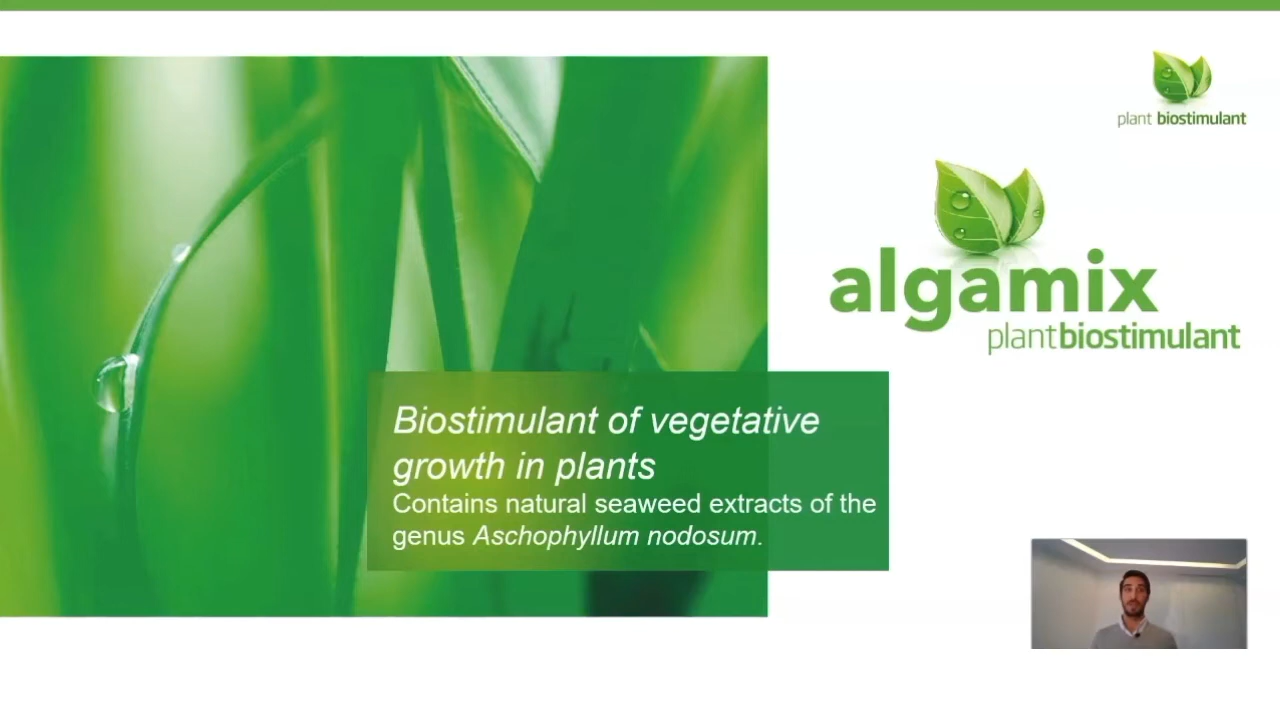 plant biostimulant
algamix
plantbiostimulant
Biostimulant of vegetative
growth in plants
Contains natural seaweed extracts of the
genus Aschophyllum nodosum.